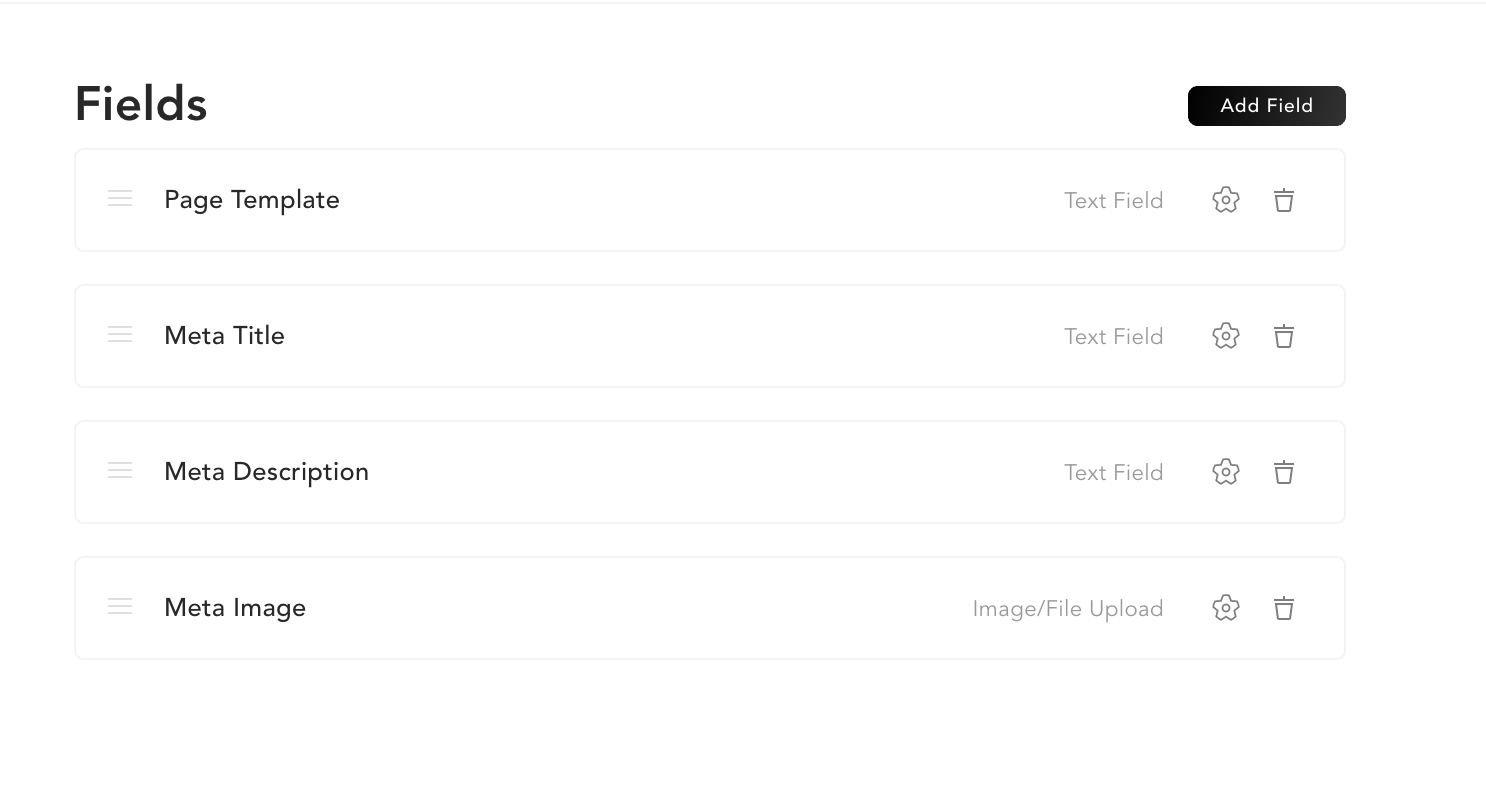 Fields
Add Field
Page Template
Text Field
Meta Title
Text Field
Meta Description
Text Field
Meta Image
Image/File Upload